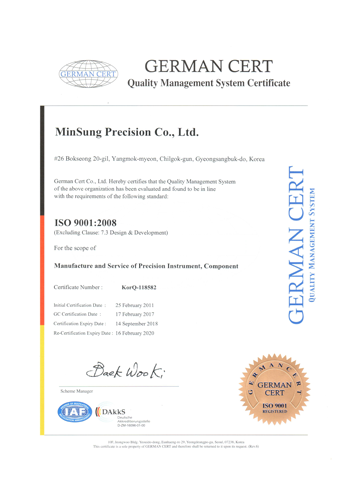 GERMAN CERT
GERMAN CERT
Quality Management System Certificate
MinSung Precision Co., Ltd.
#26 Bokseong 20-gil, Yangmok-myeon, Chilgok-gun, Gyeongsangbuk-do, Korea
German Cert Co., Ltd. Hereby certifies that the Quality Management System
of the above organization has been evaluated and found to be in line
with the requirements of the following standard:
ISO 9001:2008
(Excluding Clause: 7.3 Design & Development)
For the scope of
Manufacture and Service of Precision Instrument, Component
Certificate Number : KorQ-118582
Initial Certification Date : 25 February 2011
GC Certification Date : 17 February 2017
Certification Expiry Date : 14 September 2018
Re-Certification Expiry Date : 16 February 2020
GERMAN CERT
QUALITY MANAGEMENT SYSTEM
Baek Woo Ki
Scheme Manager
IAF
DAkkS
Deutsche
Akkreditierungsstelle
GERMANCERT
GERMAN
CERT
ISO 9001
REGISTERED
This certificate is a sole property of GERMAN CERT and therefore shall be returned to it upon its request.